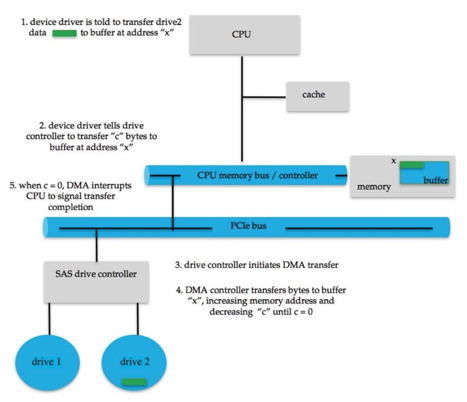 1. device driver is told to transfer drive2
data to buffer at address "x"
CPU
cache
2. device driver tells drive
controller to transfer "c" bytes to
buffer at address "x"
CPU memory bus / controller
x
buffer
memory
5. when c = 0, DMA interrupts
CPU to signal transfer
completion
PCIe bus
SAS drive controller
3. drive controller initiates DMA transfer
4. DMA controller transfers bytes to buffer
"x", increasing memory address and
decreasing "c" until c = 0
drive 1
drive 2